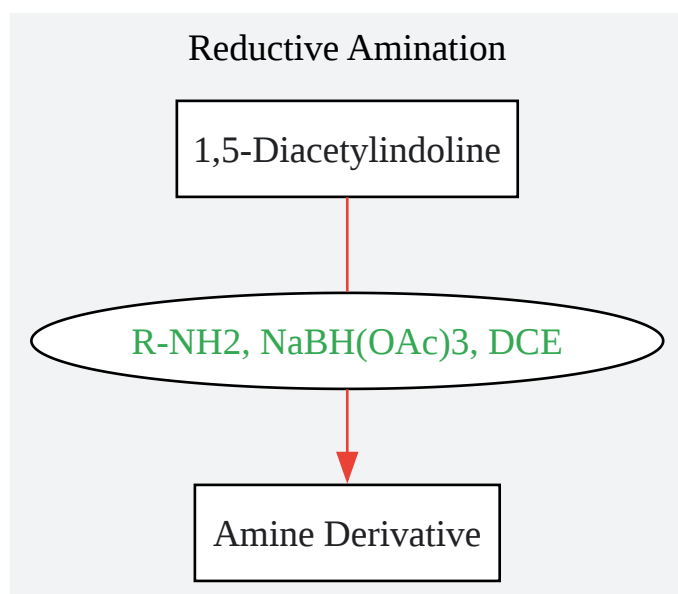 Reductive Amination
1,5-Diacetylindoline
R-NH2, NaBH(OAc)3, DCE
Amine Derivative